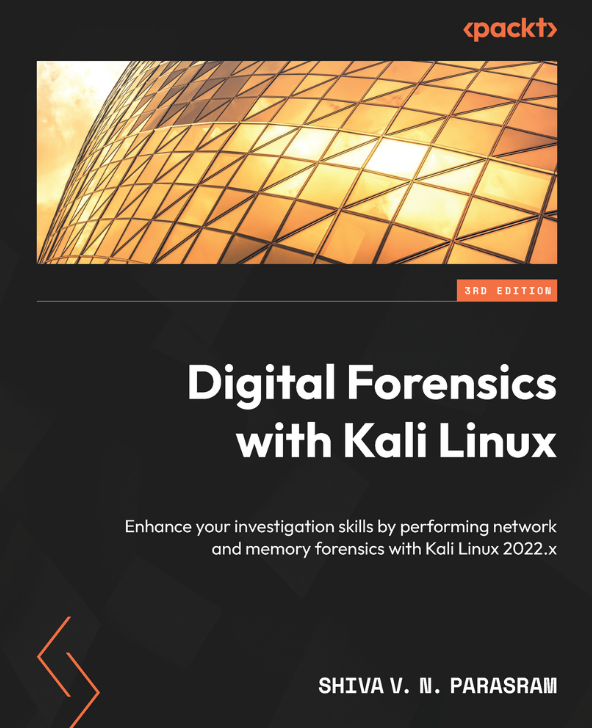 <packt>
3RD EDITION
Digital Forensics
with Kali Linux
Enhance your investigation skills by performing network
and memory forensics with Kali Linux 2022.x
SHIVA V. N. PARASRAM